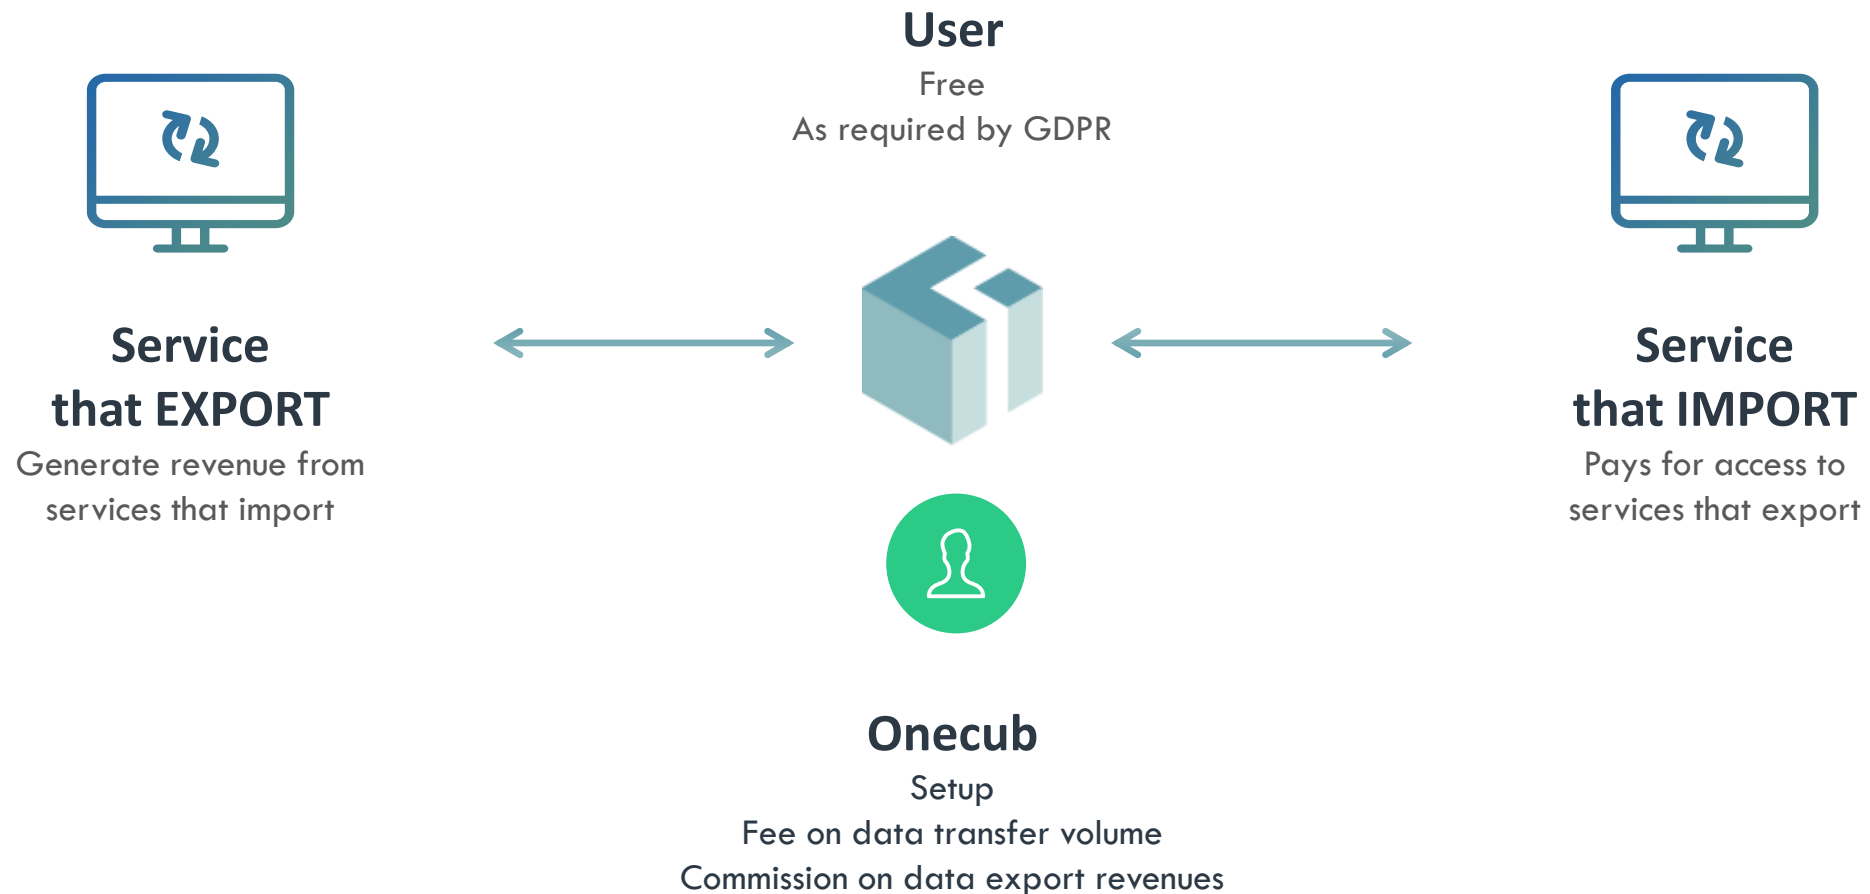 User
Free
As required by GDPR
Service
that EXPORT
Generate revenue from
services that import
Service
that IMPORT
Pays for access to
services that export
Onecub
Setup
Fee on data transfer volume
Commission on data export revenues